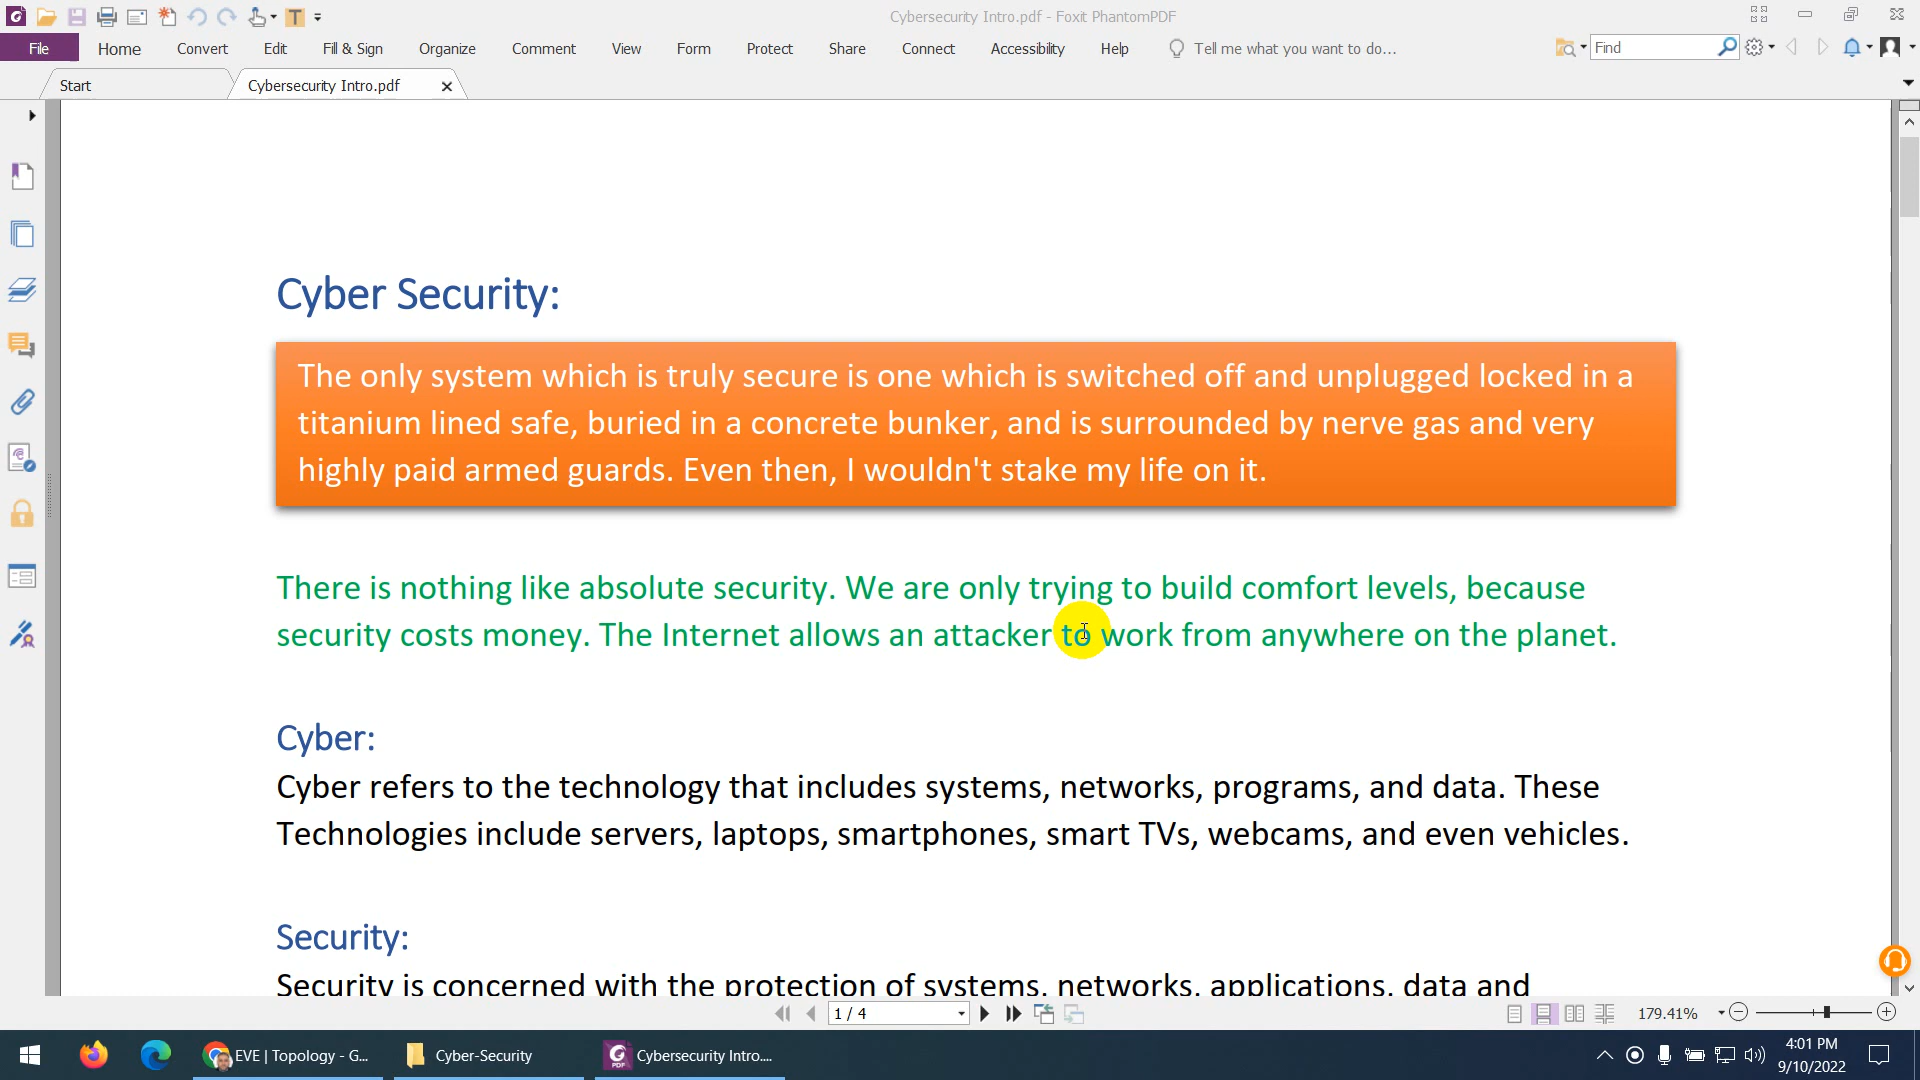 Cybersecurity Intro.pdf - Foxit PhantomPDF
File Home Convert Edit Fill & Sign Organize Comment View Form Protect Share Connect Accessibility Help Tell me what you want to do... Find
Start Cybersecurity Intro.pdf
Cyber Security:
The only system which is truly secure is one which is switched off and unplugged locked in a
titanium lined safe, buried in a concrete bunker, and is surrounded by nerve gas and very
highly paid armed guards. Even then, I wouldn't stake my life on it.
There is nothing like absolute security. We are only trying to build comfort levels, because
security costs money. The Internet allows an attacker to work from anywhere on the planet.
Cyber:
Cyber refers to the technology that includes systems, networks, programs, and data. These
Technologies include servers, laptops, smartphones, smart TVs, webcams, and even vehicles.
Security:
Security is concerned with the protection of systems, networks, applications, data and
1 / 4 179.41%
EVE | Topology - G... Cyber-Security Cybersecurity Intro.... 4:01 PM
9/10/2022